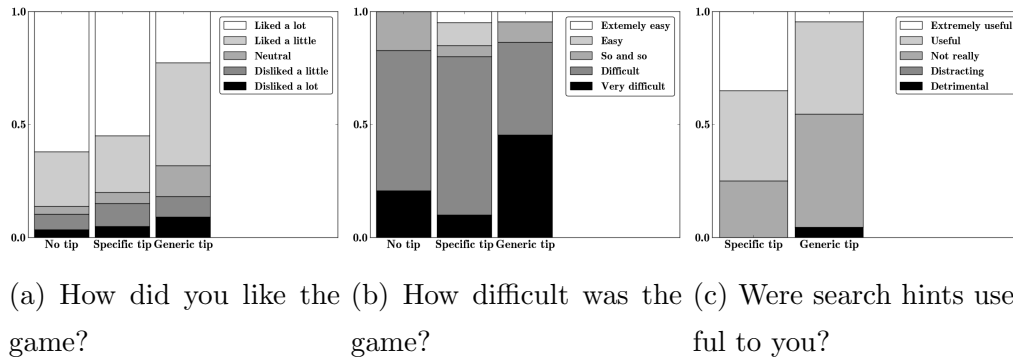 1.0
0.5
0.0
No tip Specific tip Generic tip
Liked a lot
Liked a little
Neutral
Disliked a little
Disliked a lot
1.0
0.5
0.0
No tip Specific tip Generic tip
Extemely easy
Easy
So and so
Difficult
Very difficult
1.0
0.5
0.0
Specific tip Generic tip
Extremely useful
Useful
Not really
Distracting
Detrimental
(a) How did you like the
game?
(b) How difficult was the
game?
(c) Were search hints use
ful to you?